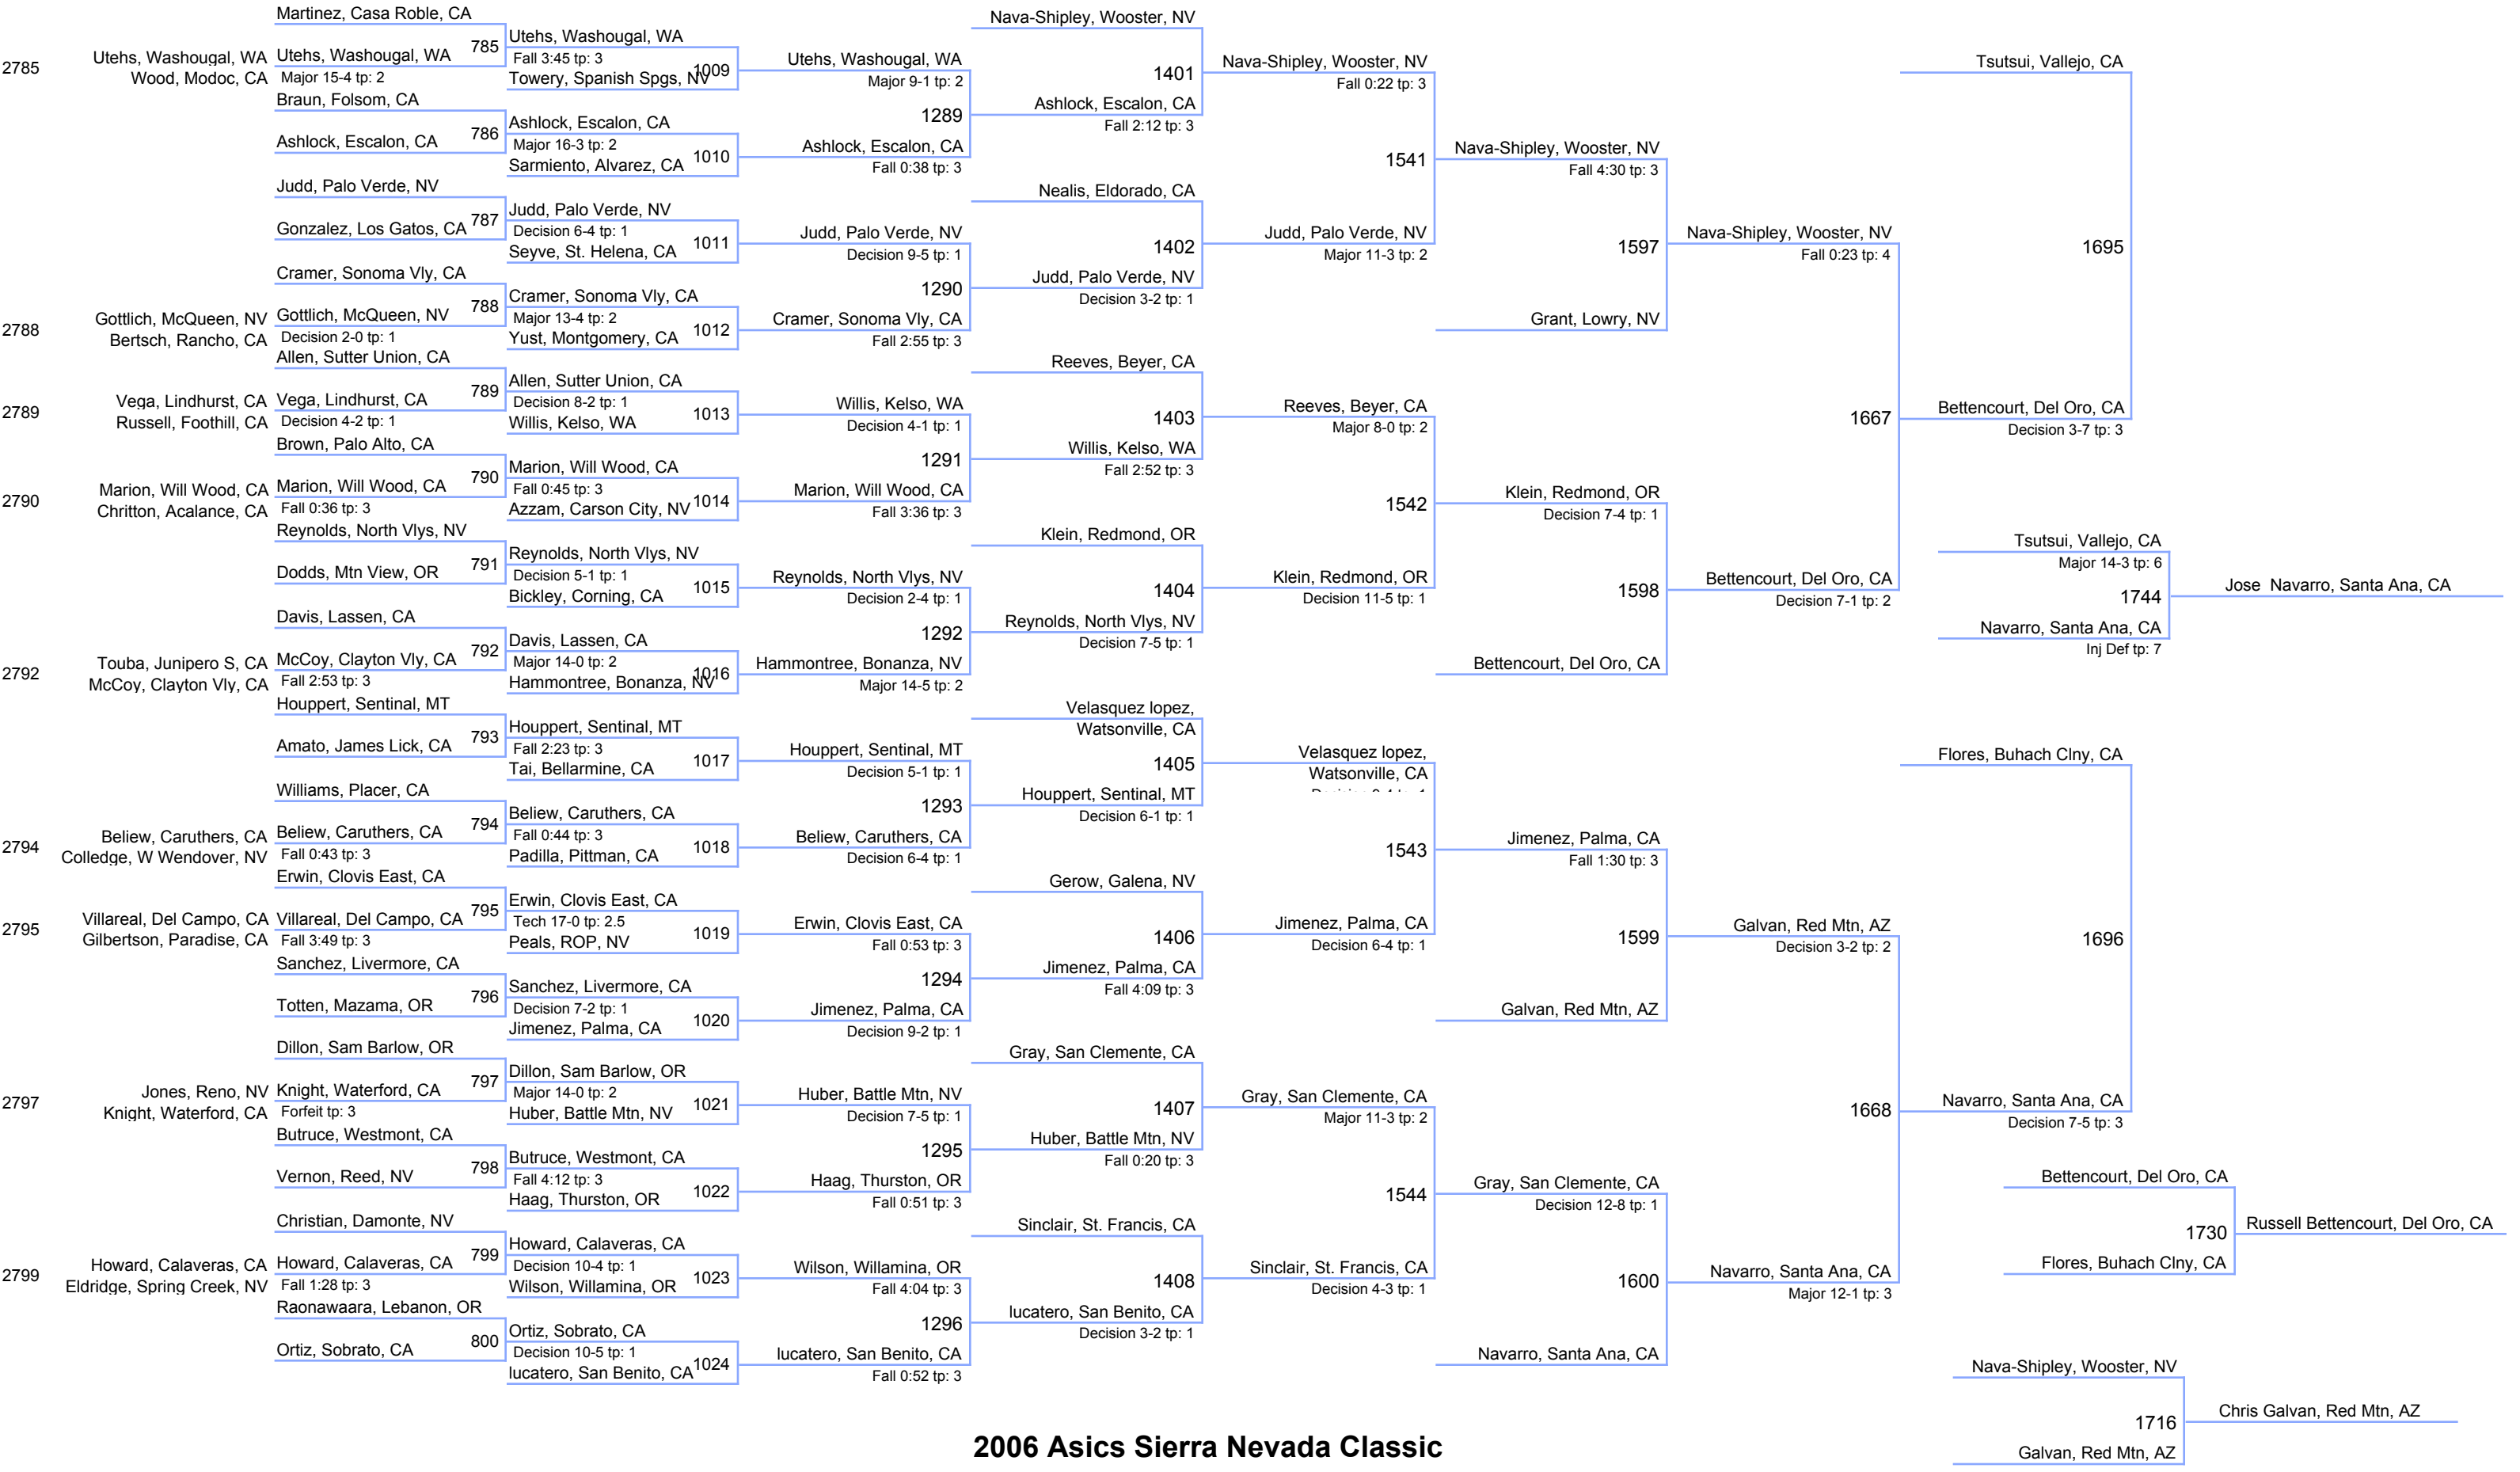 2785
Utehs, Washougal, WA
Wood, Modoc, CA
2788
Gottlich, McQueen, NV
Bertsch, Rancho, CA
2789
Vega, Lindhurst, CA
Russell, Foothill, CA
2790
Marion, Will Wood, CA
Chritton, Acalance, CA
2792
Touba, Junipero S, CA
McCoy, Clayton Vly, CA
2794
Beliew, Caruthers, CA
Colledge, W Wendover, NV
2795
Villareal, Del Campo, CA
Gilbertson, Paradise, CA
2797
Jones, Reno, NV
Knight, Waterford, CA
2799
Howard, Calaveras, CA
Eldridge, Spring Creek, NV
Martinez, Casa Roble, CA
785
Utehs, Washougal, WA
Major 15-4 tp: 2
Braun, Folsom, CA
786
Ashlock, Escalon, CA
Judd, Palo Verde, NV
787
Gonzalez, Los Gatos, CA
Cramer, Sonoma Vly, CA
788
Gottlich, McQueen, NV
Decision 2-0 tp: 1
Allen, Sutter Union, CA
789
Vega, Lindhurst, CA
Decision 4-2 tp: 1
Brown, Palo Alto, CA
790
Marion, Will Wood, CA
Fall 0:36 tp: 3
Reynolds, North Vlys, NV
791
Dodds, Mtn View, OR
Davis, Lassen, CA
792
McCoy, Clayton Vly, CA
Fall 2:53 tp: 3
Houppert, Sentinal, MT
793
Amato, James Lick, CA
Williams, Placer, CA
794
Beliew, Caruthers, CA
Fall 0:43 tp: 3
Erwin, Clovis East, CA
795
Villareal, Del Campo, CA
Fall 3:49 tp: 3
Sanchez, Livermore, CA
796
Totten, Mazama, OR
Dillon, Sam Barlow, OR
797
Knight, Waterford, CA
Forfeit tp: 3
Butruce, Westmont, CA
798
Vernon, Reed, NV
Christian, Damonte, NV
799
Howard, Calaveras, CA
Fall 1:28 tp: 3
Raonawaara, Lebanon, OR
800
Ortiz, Sobrato, CA
Utehs, Washougal, WA
Fall 3:45 tp: 3
1009
Towery, Spanish Spgs, NV
Ashlock, Escalon, CA
Major 16-3 tp: 2
1010
Sarmiento, Alvarez, CA
Judd, Palo Verde, NV
Decision 6-4 tp: 1
1011
Seyve, St. Helena, CA
Cramer, Sonoma Vly, CA
Major 13-4 tp: 2
1012
Yust, Montgomery, CA
Allen, Sutter Union, CA
Decision 8-2 tp: 1
1013
Willis, Kelso, WA
Marion, Will Wood, CA
Fall 0:45 tp: 3
1014
Azzam, Carson City, NV
Reynolds, North Vlys, NV
Decision 5-1 tp: 1
1015
Bickley, Corning, CA
Davis, Lassen, CA
Major 14-0 tp: 2
1016
Hammontree, Bonanza, NV
Houppert, Sentinal, MT
Fall 2:23 tp: 3
1017
Tai, Bellarmine, CA
Beliew, Caruthers, CA
Fall 0:44 tp: 3
1018
Padilla, Pittman, CA
Erwin, Clovis East, CA
Tech 17-0 tp: 2.5
1019
Peals, ROP, NV
Sanchez, Livermore, CA
Decision 7-2 tp: 1
1020
Jimenez, Palma, CA
Dillon, Sam Barlow, OR
Major 14-0 tp: 2
1021
Huber, Battle Mtn, NV
Butruce, Westmont, CA
Fall 4:12 tp: 3
1022
Haag, Thurston, OR
Howard, Calaveras, CA
Decision 10-4 tp: 1
1023
Wilson, Willamina, OR
Ortiz, Sobrato, CA
Decision 10-5 tp: 1
1024
lucatero, San Benito, CA
Utehs, Washougal, WA
Major 9-1 tp: 2
1289
Ashlock, Escalon, CA
Fall 0:38 tp: 3
Judd, Palo Verde, NV
Decision 9-5 tp: 1
1290
Cramer, Sonoma Vly, CA
Fall 2:55 tp: 3
Willis, Kelso, WA
Decision 4-1 tp: 1
1291
Marion, Will Wood, CA
Fall 3:36 tp: 3
Reynolds, North Vlys, NV
Decision 2-4 tp: 1
1292
Hammontree, Bonanza, NV
Major 14-5 tp: 2
Houppert, Sentinal, MT
Decision 5-1 tp: 1
1293
Beliew, Caruthers, CA
Decision 6-4 tp: 1
Erwin, Clovis East, CA
Fall 0:53 tp: 3
1294
Jimenez, Palma, CA
Decision 9-2 tp: 1
Huber, Battle Mtn, NV
Decision 7-5 tp: 1
1295
Haag, Thurston, OR
Fall 0:51 tp: 3
Wilson, Willamina, OR
Fall 4:04 tp: 3
1296
lucatero, San Benito, CA
Fall 0:52 tp: 3
Nava-Shipley, Wooster, NV
1401
Ashlock, Escalon, CA
Fall 2:12 tp: 3
Nealis, Eldorado, CA
1402
Judd, Palo Verde, NV
Decision 3-2 tp: 1
Reeves, Beyer, CA
1403
Willis, Kelso, WA
Fall 2:52 tp: 3
Klein, Redmond, OR
1404
Reynolds, North Vlys, NV
Decision 7-5 tp: 1
Velasquez lopez,
Watsonville, CA
1405
Houppert, Sentinal, MT
Decision 6-1 tp: 1
Gerow, Galena, NV
1406
Jimenez, Palma, CA
Fall 4:09 tp: 3
Gray, San Clemente, CA
1407
Huber, Battle Mtn, NV
Fall 0:20 tp: 3
Sinclair, St. Francis, CA
1408
lucatero, San Benito, CA
Decision 3-2 tp: 1
Nava-Shipley, Wooster, NV
Fall 0:22 tp: 3
1541
Judd, Palo Verde, NV
Major 11-3 tp: 2
Reeves, Beyer, CA
Major 8-0 tp: 2
1542
Klein, Redmond, OR
Decision 11-5 tp: 1
Velasquez lopez,
Watsonville, CA
1543
Jimenez, Palma, CA
Decision 6-4 tp: 1
Gray, San Clemente, CA
Major 11-3 tp: 2
1544
Sinclair, St. Francis, CA
Decision 4-3 tp: 1
Nava-Shipley, Wooster, NV
Fall 4:30 tp: 3
1597
Grant, Lowry, NV
Klein, Redmond, OR
Decision 7-4 tp: 1
1598
Bettencourt, Del Oro, CA
Jimenez, Palma, CA
Fall 1:30 tp: 3
1599
Galvan, Red Mtn, AZ
Gray, San Clemente, CA
Decision 12-8 tp: 1
1600
Navarro, Santa Ana, CA
Nava-Shipley, Wooster, NV
Fall 0:23 tp: 4
1667
Bettencourt, Del Oro, CA
Decision 7-1 tp: 2
Galvan, Red Mtn, AZ
Decision 3-2 tp: 2
1668
Navarro, Santa Ana, CA
Major 12-1 tp: 3
Tsutsui, Vallejo, CA
1695
Bettencourt, Del Oro, CA
Decision 3-7 tp: 3
Flores, Buhach Clny, CA
1696
Navarro, Santa Ana, CA
Decision 7-5 tp: 3
Tsutsui, Vallejo, CA
Major 14-3 tp: 6
1744
Navarro, Santa Ana, CA
Inj Def tp: 7
Jose Navarro, Santa Ana, CA
Bettencourt, Del Oro, CA
1730
Flores, Buhach Clny, CA
Russell Bettencourt, Del Oro, CA
Nava-Shipley, Wooster, NV
1716
Galvan, Red Mtn, AZ
Chris Galvan, Red Mtn, AZ
2006 Asics Sierra Nevada Classic